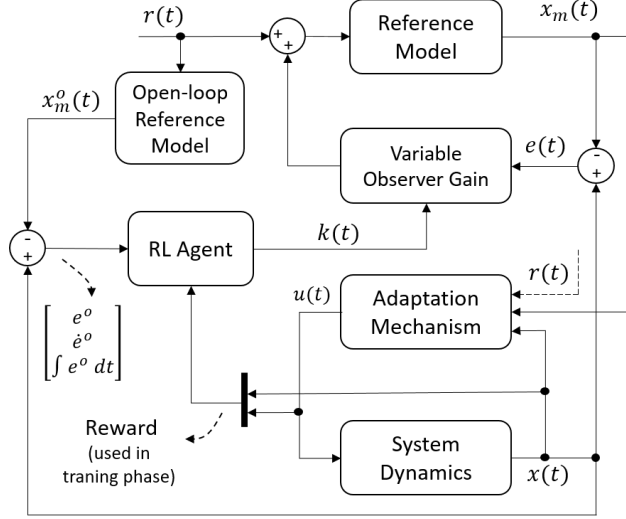 r(t)
+
+
Reference
Model
x_m(t)
x_m^o(t)
Open-loop
Reference
Model
Variable
Observer Gain
e(t)
-
+
-
+
RL Agent
k(t)
r(t)
u(t)
Adaptation
Mechanism
e^o
ė^o
∫ e^o dt
Reward
(used in
traning phase)
System
Dynamics
x(t)